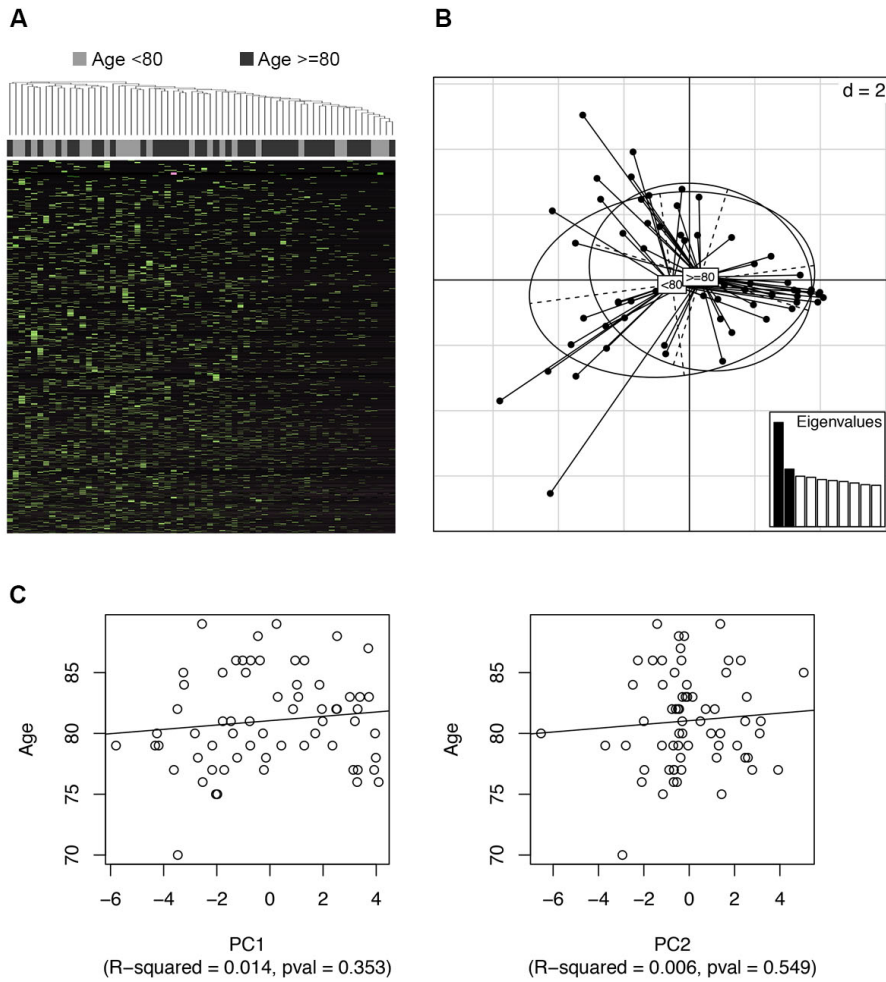 A
Age <80
Age >=80
B
d = 2
<80
>=80
Eigenvalues
C
Age
85
80
75
70
−6
−4
−2
0
2
4
PC1
(R−squared = 0.014, pval = 0.353)
Age
85
80
75
70
−6
−4
−2
0
2
4
PC2
(R−squared = 0.006, pval = 0.549)